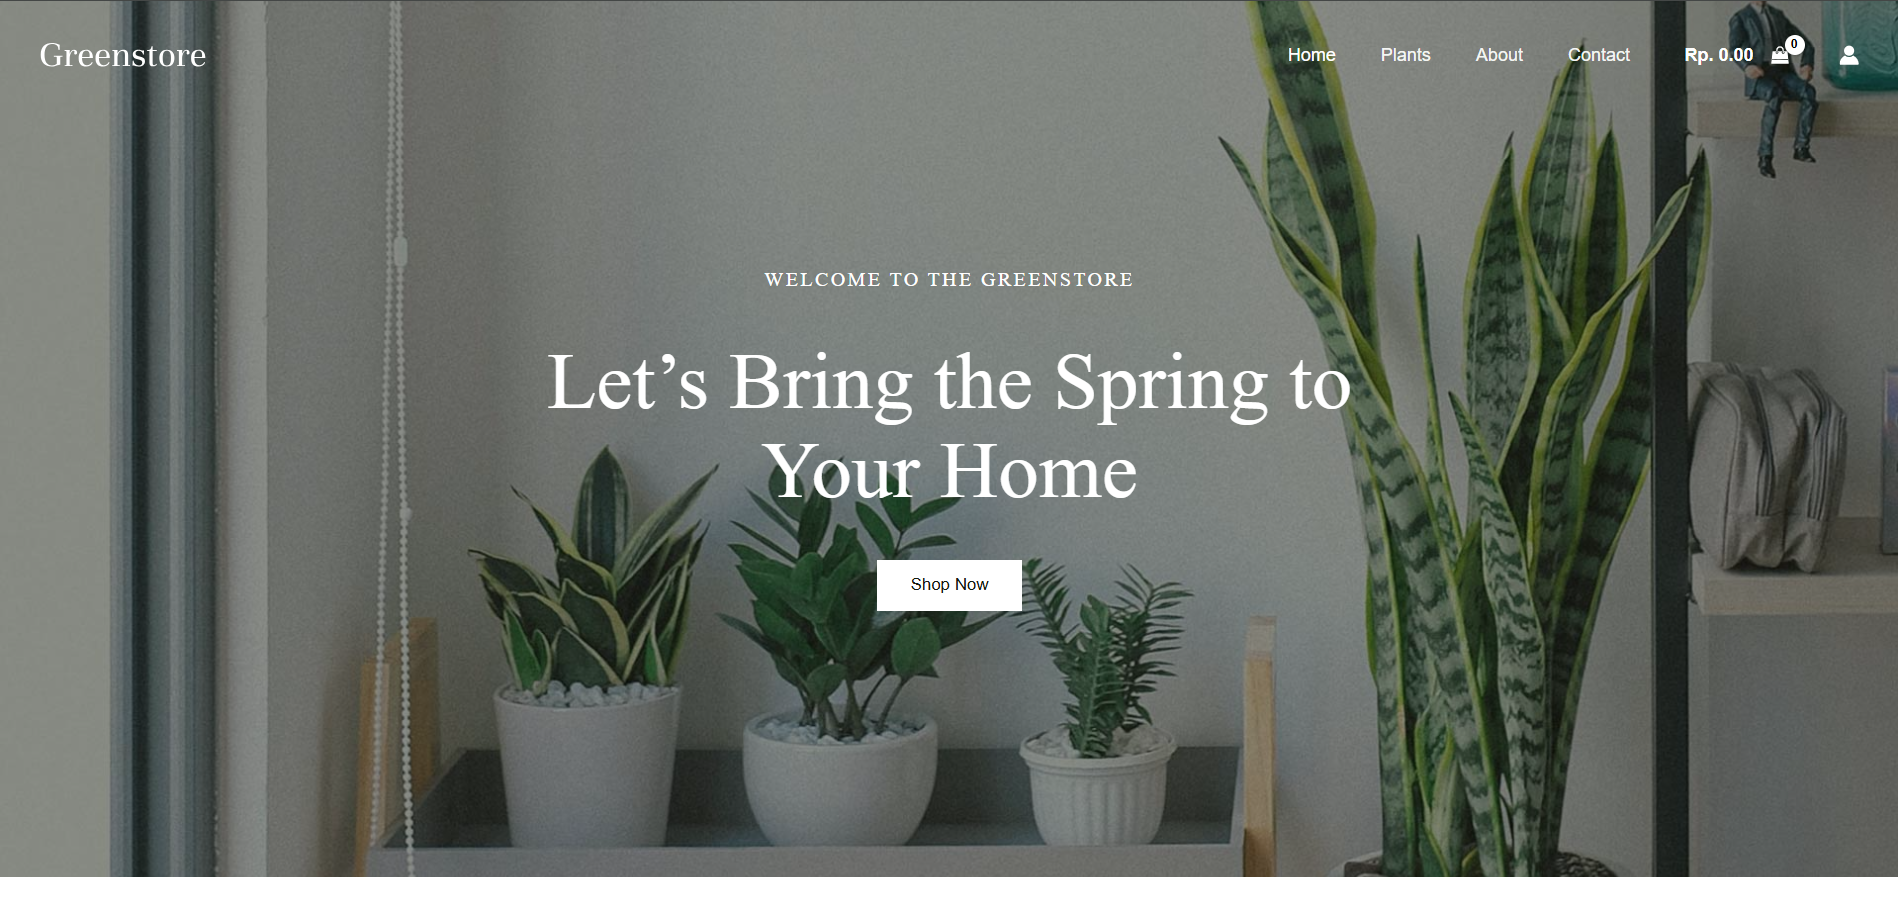 Greenstore
Home Plants About Contact Rp. 0.00 0
WELCOME TO THE GREENSTORE
Let’s Bring the Spring to
Your Home
Shop Now